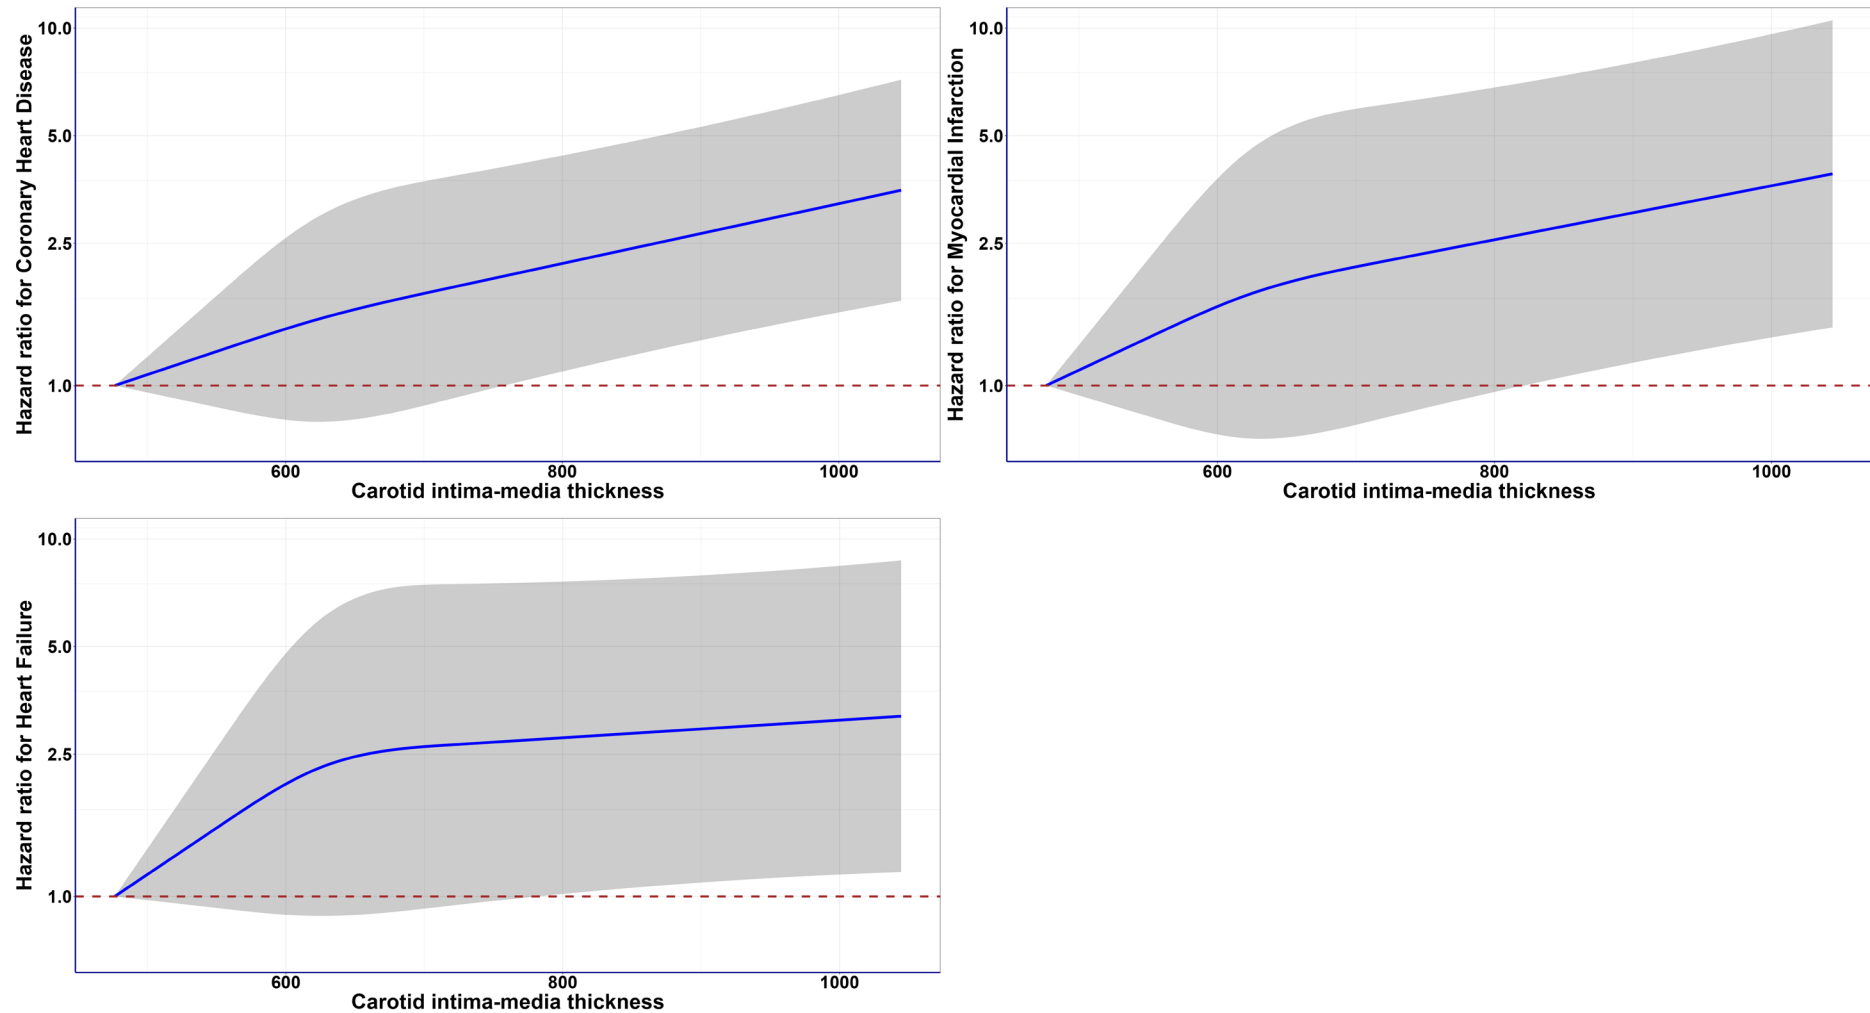 Hazard ratio for Coronary Heart Disease
10.0
5.0
2.5
1.0
600 800 1000
Carotid intima-media thickness
Hazard ratio for Myocardial Infarction
10.0
5.0
2.5
1.0
600 800 1000
Carotid intima-media thickness
Hazard ratio for Heart Failure
10.0
5.0
2.5
1.0
600 800 1000
Carotid intima-media thickness